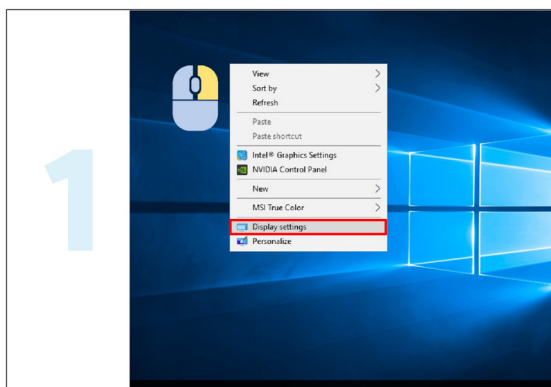 1
View
Sort by
Refresh
Paste
Paste shortcut
Intel® Graphics Settings
NVIDIA Control Panel
New
MSI True Color
Display settings
Personalize